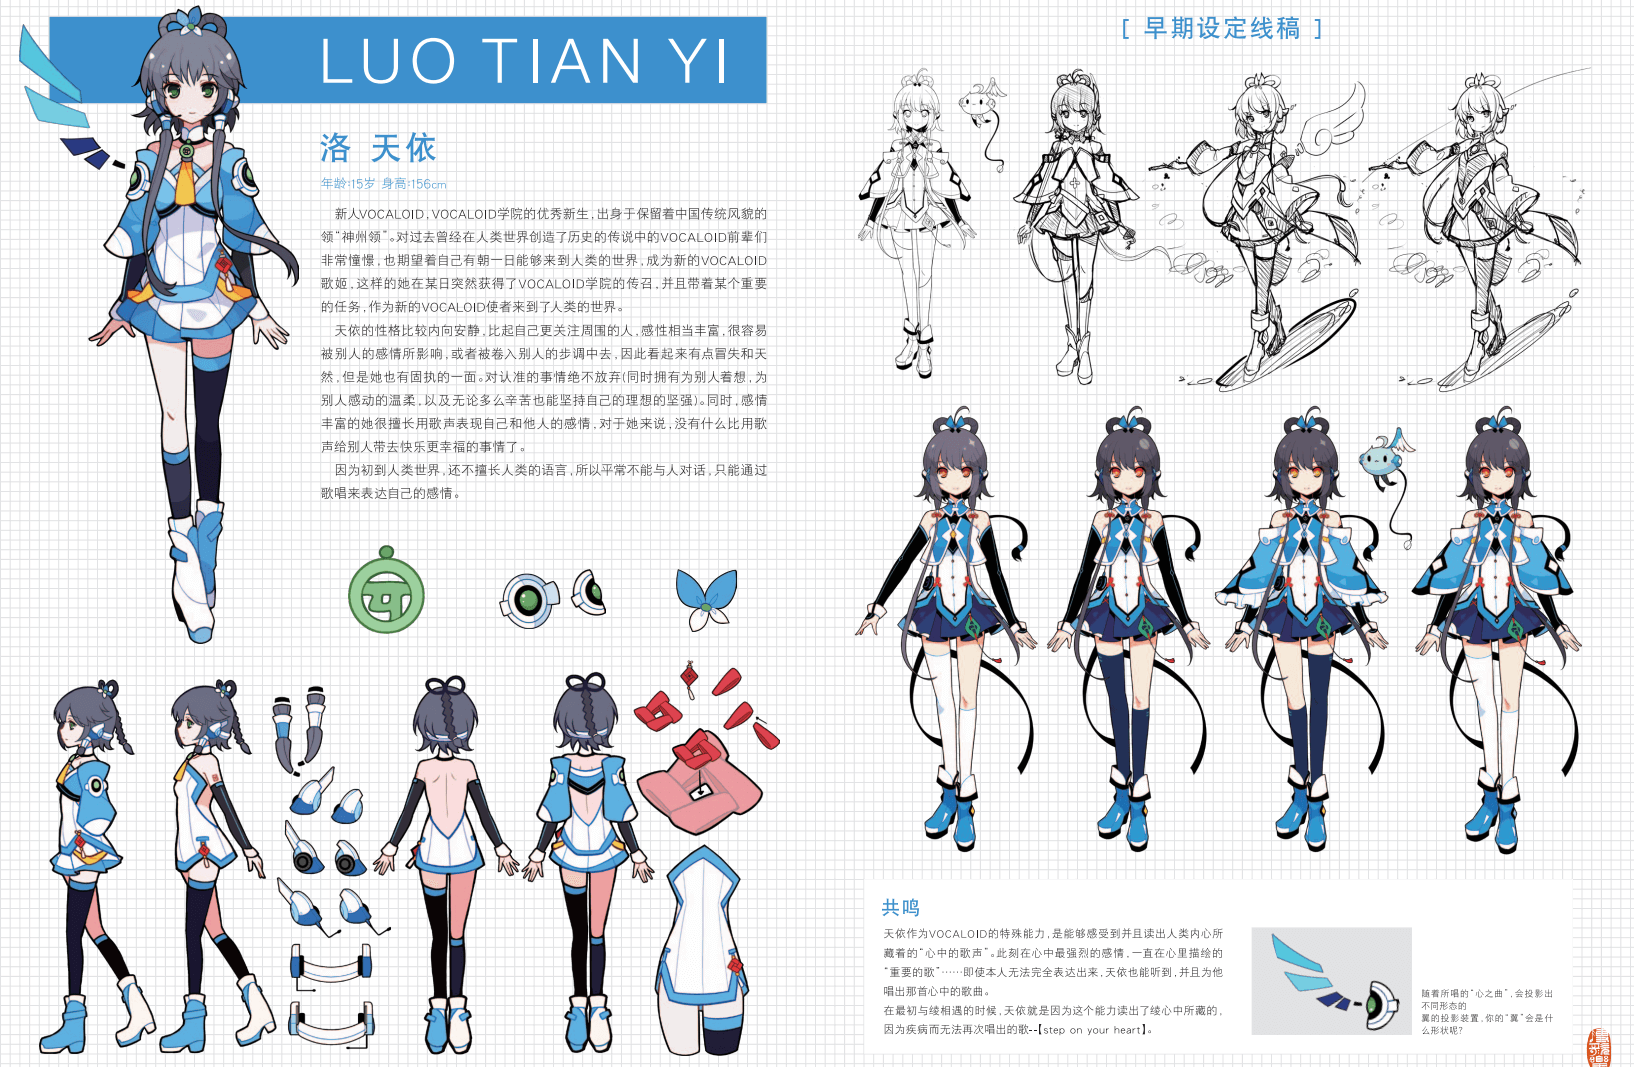 LUO TIAN YI
洛 天依
年龄:15岁 身高:156cm
新人VOCALOID,VOCALOID学院的优秀新生,出身于保留着中国传统风貌的
领“神州领”。对过去曾经在人类世界创造了历史的传说中的VOCALOID前辈们
非常憧憬,也期望着自己有朝一日能够来到人类的世界,成为新的VOCALOID
歌姬,这样的她在某日突然获得了VOCALOID学院的传召,并且带着某个重要
的任务,作为新的VOCALOID使者来到了人类的世界。
天依的性格比较内向安静,比起自己更关注周围的人,感性相当丰富,很容易
被别人的感情所影响,或者被卷入别人的步调中去,因此看起来有点冒失和天
然,但是她也有固执的一面。对认准的事情绝不放弃(同时拥有为别人着想,为
别人感动的温柔,以及无论多么辛苦也能坚持自己的理想的坚强)。同时,感情
丰富的她很擅长用歌声表现自己和他人的感情,对于她来说,没有什么比用歌
声给别人带去快乐更幸福的事情了。
因为初到人类世界,还不擅长人类的语言,所以平常不能与人对话,只能通过
歌唱来表达自己的感情。
[ 早期设定线稿 ]
共鸣
天依作为VOCALOID的特殊能力,是能够感受到并且读出人类内心所
藏着的“心中的歌声”。此刻在心中最强烈的感情,一直在心里描绘的
“重要的歌”……即使本人无法完全表达出来,天依也能听到,并且为他
唱出那首心中的歌曲。
在最初与绫相遇的时候,天依就是因为这个能力读出了绫心中所藏的,
因为疾病而无法再次唱出的歌--【step on your heart】。
随着所唱的“心之曲”,会投影出
不同形态的
翼的投影装置,你的“翼”会是什
么形状呢?